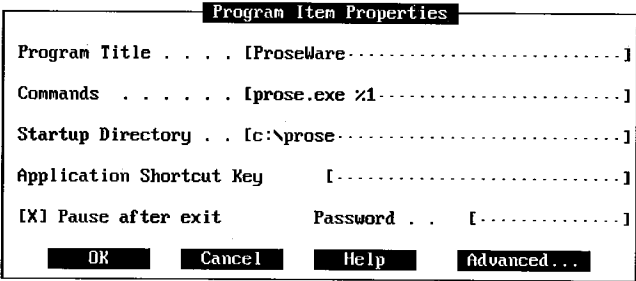 Program Item Properties
Program Title . . . . [ProseWare··························]
Commands . . . . . . [prose.exe %1·······················]
Startup Directory . . [c:\prose···························]
Application Shortcut Key [··························]
[X] Pause after exit Password . . [·············]
OK Cancel Help Advanced...